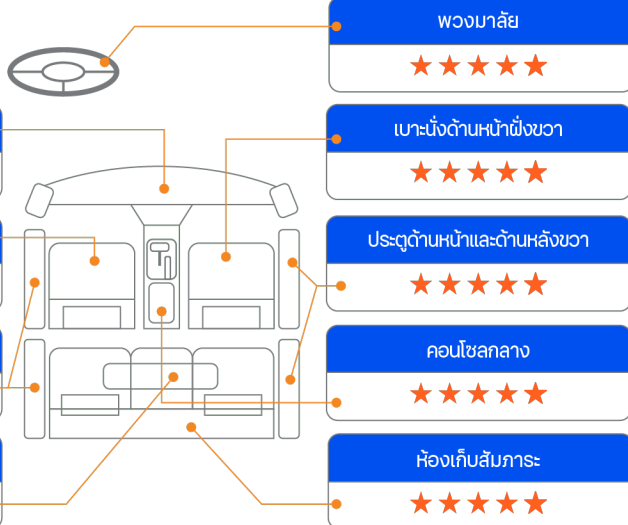 พวงมาลัย
เบาะนั่งด้านหน้าฝั่งขวา
ประตูด้านหน้าและด้านหลังขวา
คอนโซลกลาง
ห้องเก็บสัมภาระ